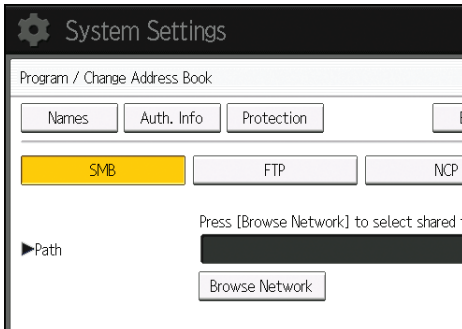 System Settings
Program / Change Address Book
Names Auth. Info Protection
SMB FTP NCP
Press [Browse Network] to select shared
▶Path
Browse Network